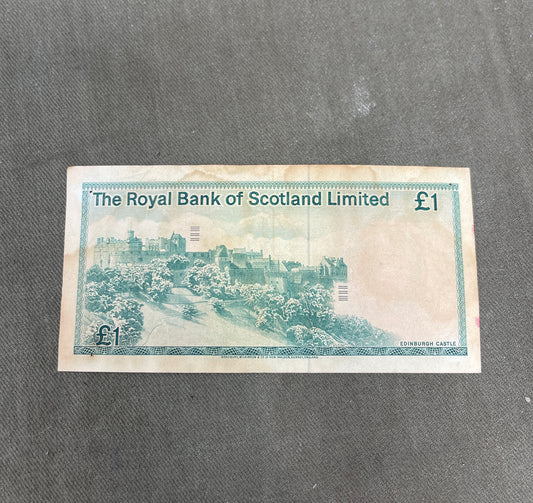 The Royal Bank of Scotland Limited £1
£1
EDINBURGH CASTLE